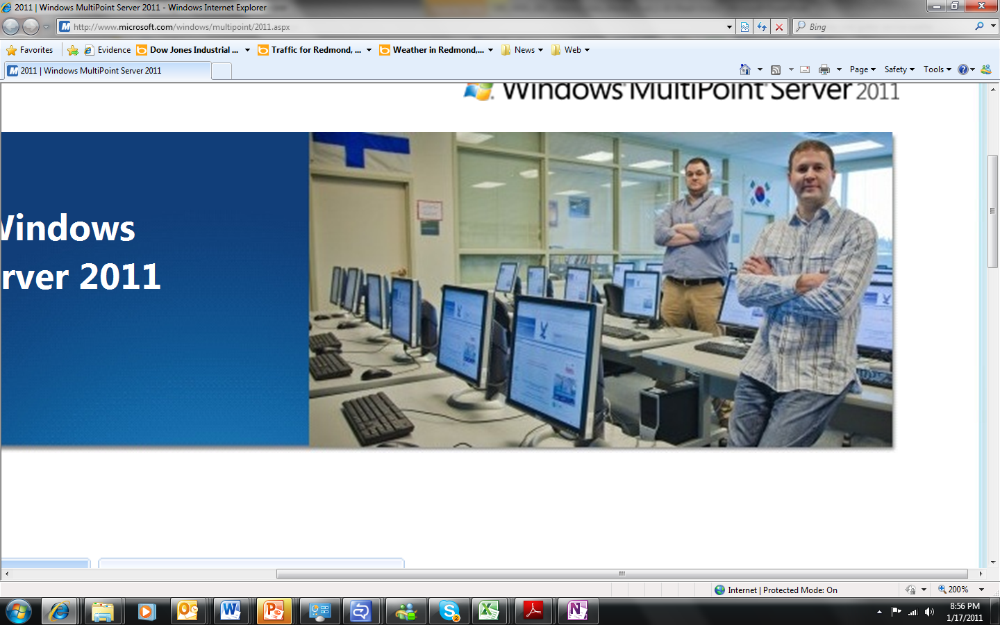 2011 | Windows MultiPoint Server 2011 - Windows Internet Explorer
http://www.microsoft.com/windows/multipoint/2011.aspx
Bing
Favorites
Evidence
Dow Jones Industrial ...
Traffic for Redmond, ...
Weather in Redmond,...
News
Web
2011 | Windows MultiPoint Server 2011
Page
Safety
Tools
Windows MultiPoint Server 2011
Windows
rver 2011
Internet | Protected Mode: On
200%
2
8:56 PM
1/17/2011